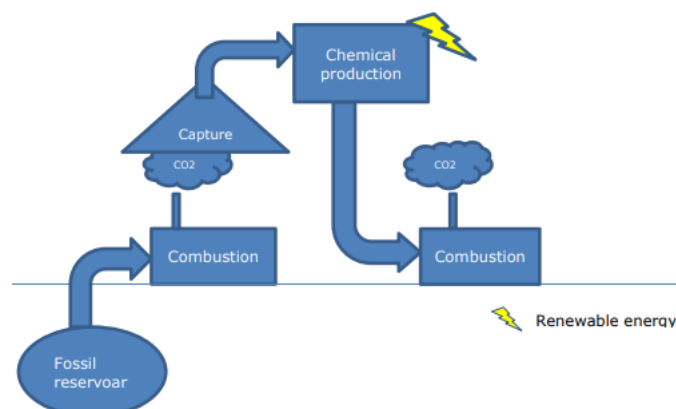 Chemical
production
Capture
CO2
CO2
Combustion
Combustion
Renewable energy
Fossil
reservoar